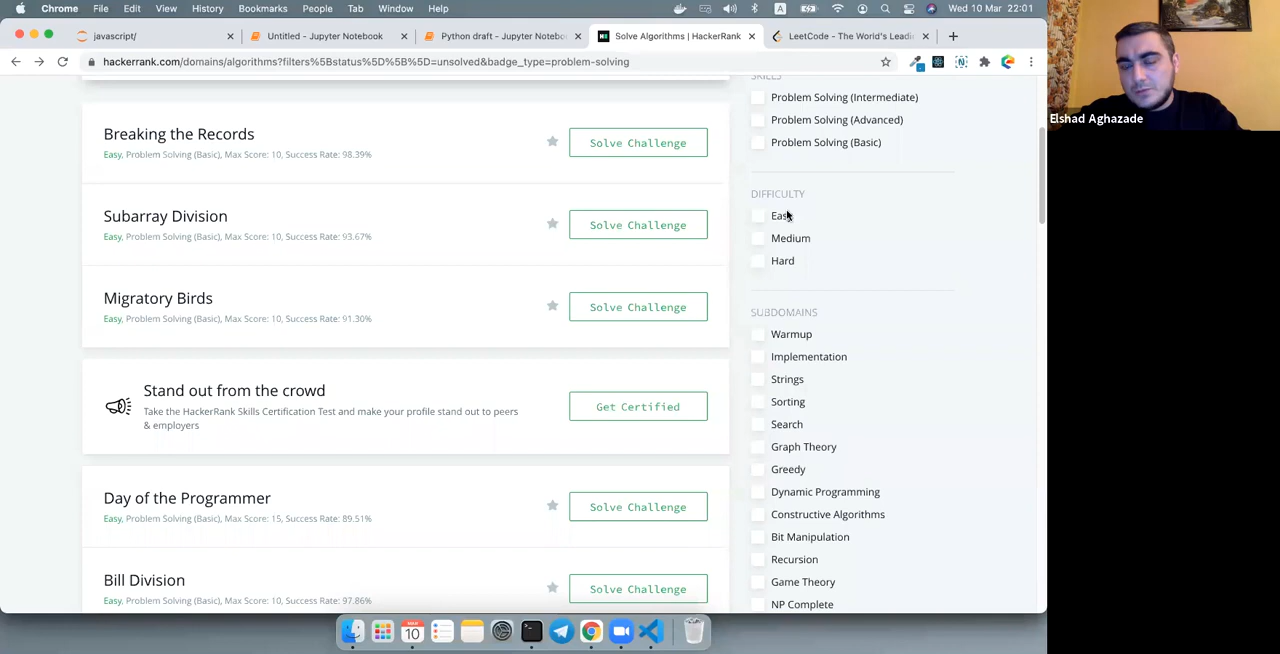 Chrome File Edit View History Bookmarks People Tab Window Help A Wed 10 Mar 22:01
javascript/ Untitled - Jupyter Notebook Python draft - Jupyter Notebo Solve Algorithms | HackerRank LeetCode - The World's Leadi
hackerrank.com/domains/algorithms?filters%5Bstatus%5D%5B%5D=unsolved&badge_type=problem-solving
Elshad Aghazade
Breaking the Records
Easy, Problem Solving (Basic), Max Score: 10, Success Rate: 98.39%
Solve Challenge
Subarray Division
Easy, Problem Solving (Basic), Max Score: 10, Success Rate: 93.67%
Solve Challenge
Migratory Birds
Easy, Problem Solving (Basic), Max Score: 10, Success Rate: 91.30%
Solve Challenge
Stand out from the crowd
Take the HackerRank Skills Certification Test and make your profile stand out to peers
& employers
Get Certified
Day of the Programmer
Easy, Problem Solving (Basic), Max Score: 15, Success Rate: 89.51%
Solve Challenge
Bill Division
Easy, Problem Solving (Basic), Max Score: 10, Success Rate: 97.86%
Solve Challenge
SKILLS
Problem Solving (Intermediate)
Problem Solving (Advanced)
Problem Solving (Basic)
DIFFICULTY
Easy
Medium
Hard
SUBDOMAINS
Warmup
Implementation
Strings
Sorting
Search
Graph Theory
Greedy
Dynamic Programming
Constructive Algorithms
Bit Manipulation
Recursion
Game Theory
NP Complete
10